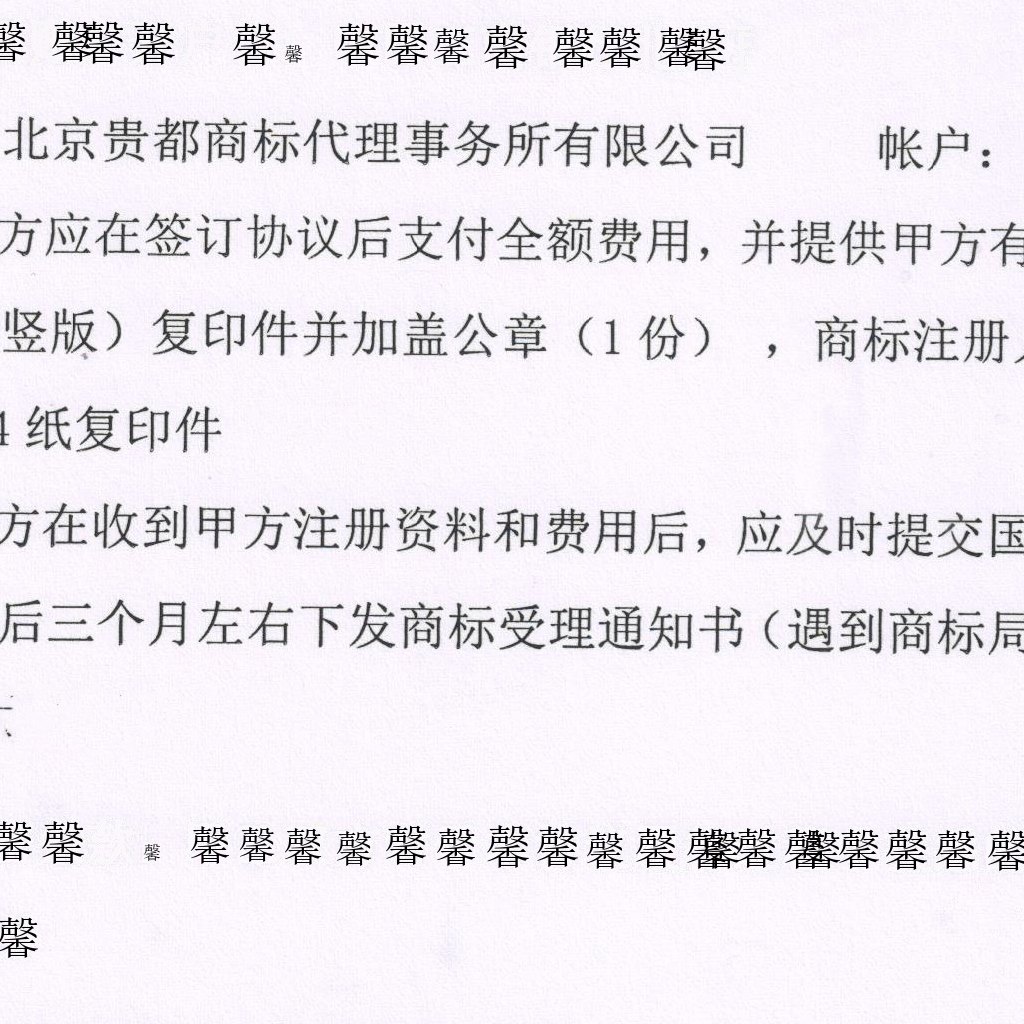 馨 馨馨馨 馨馨 馨馨馨馨 馨馨 馨馨
北京贵都商标代理事务所有限公司 帐户：
方应在签订协议后支付全额费用，并提供甲方有
竖版）复印件并加盖公章（1 份） ，商标注册
4 纸复印件
方在收到甲方注册资料和费用后，应及时提交国
后三个月左右下发商标受理通知书（遇到商标局
馨馨 馨 馨馨馨馨馨馨馨馨馨馨馨馨馨馨馨馨馨馨馨
馨